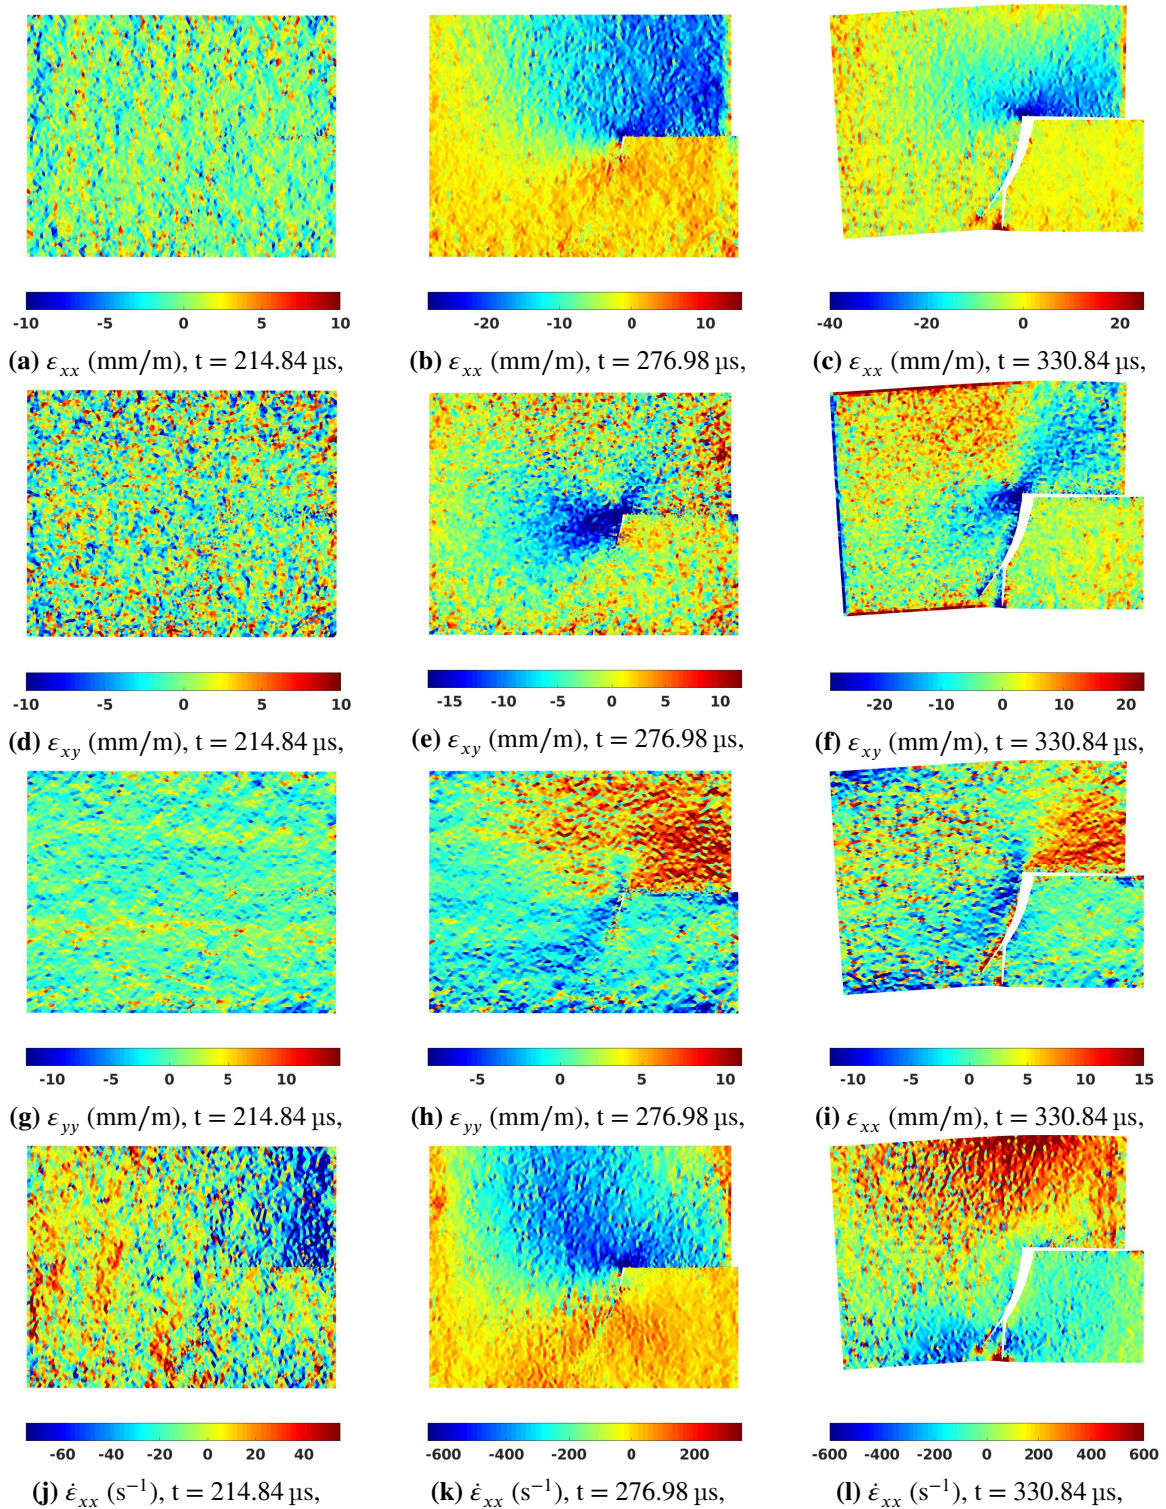 -10 -5 0 5 10
-20 -10 0 10
-40 -20 0 20
(a) εxx (mm/m), t = 214.84 µs,
(b) εxx (mm/m), t = 276.98 µs,
(c) εxx (mm/m), t = 330.84 µs,
-10 -5 0 5 10
-15 -10 -5 0 5 10
-20 -10 0 10 20
(d) εxy (mm/m), t = 214.84 µs,
(e) εxy (mm/m), t = 276.98 µs,
(f) εxy (mm/m), t = 330.84 µs,
-10 -5 0 5 10
-5 0 5 10
-10 -5 0 5 10 15
(g) εyy (mm/m), t = 214.84 µs,
(h) εyy (mm/m), t = 276.98 µs,
(i) εxx (mm/m), t = 330.84 µs,
-60 -40 -20 0 20 40
-600 -400 -200 0 200
-600 -400 -200 0 200 400 600
(j) ε̇xx (s⁻¹), t = 214.84 µs,
(k) ε̇xx (s⁻¹), t = 276.98 µs,
(l) ε̇xx (s⁻¹), t = 330.84 µs,